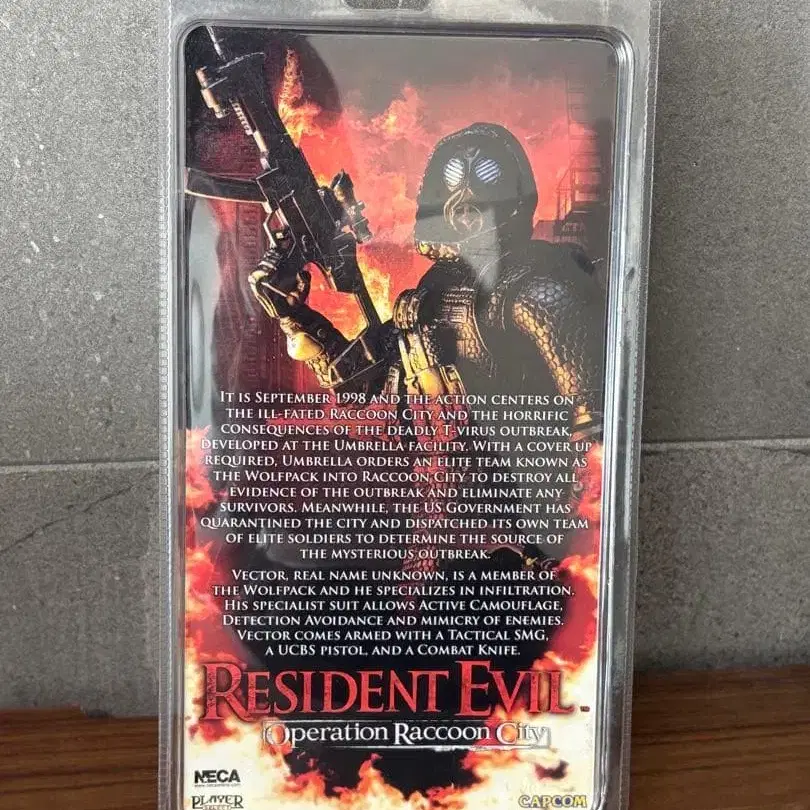 It is September 1998 and the action centers on
the ill-fated Raccoon City and the horrific
consequences of the deadly T-virus outbreak,
developed at the Umbrella facility. With a cover up
required, Umbrella orders an elite team known as
the Wolfpack into Raccoon City to destroy all
evidence of the outbreak and eliminate any
survivors. Meanwhile, the US Government has
quarantined the city and dispatched its own team
of elite soldiers to determine the source of
the mysterious outbreak.
Vector, real name unknown, is a member of
the Wolfpack and he specializes in infiltration.
His specialist suit allows Active Camouflage,
Detection Avoidance and mimicry of enemies.
Vector comes armed with a Tactical SMG,
a UCBS pistol, and a Combat Knife.
Resident Evil
Operation Raccoon City
NECA
PLAYER
CAPCOM